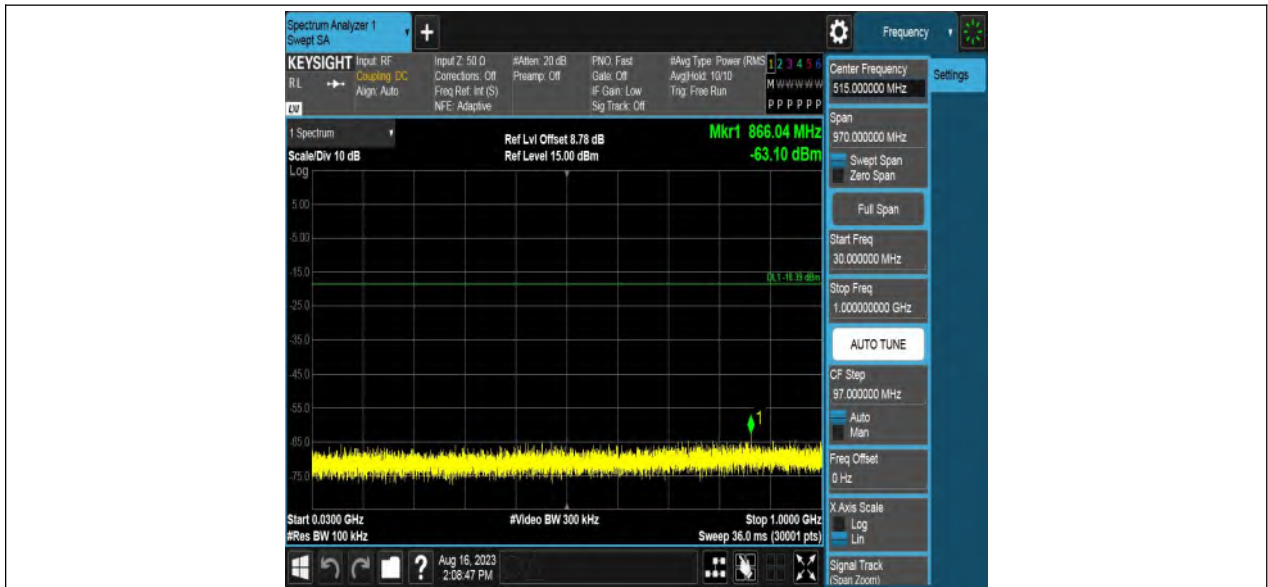 Spectrum Analyzer 1
Swept SA
+
Frequency
KEYSIGHT
RL
LXI
Input: RF
Coupling: DC
Align: Auto
Input Z: 50 Ω
Corrections: Off
Freq Ref: Int (S)
NFE: Adaptive
#Atten: 20 dB
Preamp: Off
PNO: Fast
Gate: Off
IF Gain: Low
Sig Track: Off
#Avg Type: Power (RMS
Avg|Hold: 10/10
Trig: Free Run
1 2 3 4 5 6
M W W W W W
P P P P P P
1 Spectrum
Scale/Div 10 dB
Ref Lvl Offset 8.78 dB
Ref Level 15.00 dBm
Mkr1 866.04 MHz
-63.10 dBm
Log
5.00
-5.00
-15.0
DL1 -18.39 dBm
-25.0
-35.0
-45.0
-55.0
1
-65.0
-75.0
Start 0.0300 GHz
#Res BW 100 kHz
#Video BW 300 kHz
Stop 1.0000 GHz
Sweep 36.0 ms (30001 pts)
?
Aug 16, 2023
2:08:47 PM
Center Frequency
515.000000 MHz
Settings
Span
970.000000 MHz
Swept Span
Zero Span
Full Span
Start Freq
30.000000 MHz
Stop Freq
1.000000000 GHz
AUTO TUNE
CF Step
97.000000 MHz
Auto
Man
Freq Offset
0 Hz
X Axis Scale
Log
Lin
Signal Track
(Span Zoom)